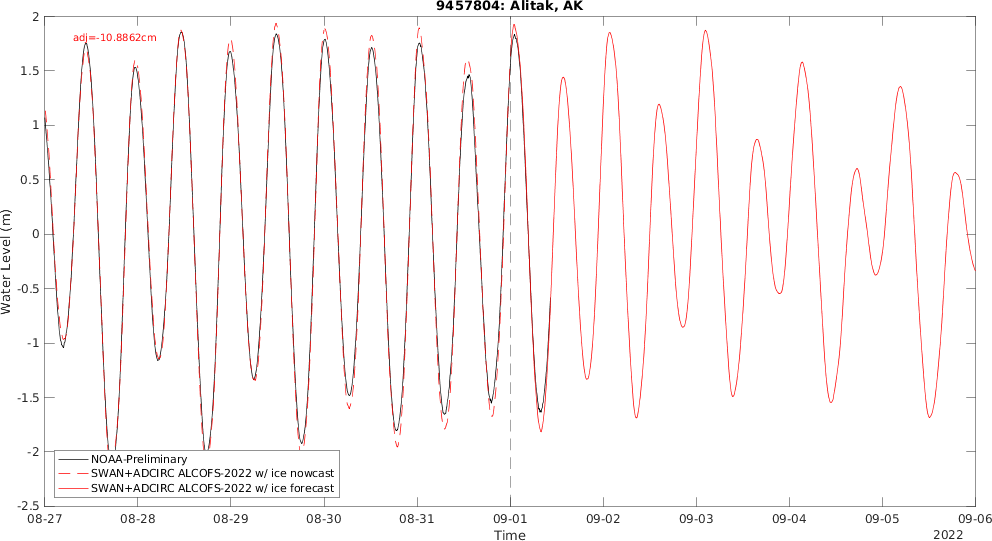 9457804: Alitak, AK
adj=-10.8862cm
2
1.5
1
0.5
0
-0.5
-1
-1.5
-2
-2.5
Water Level (m)
NOAA-Preliminary
SWAN+ADCIRC ALCOFS-2022 w/ ice nowcast
SWAN+ADCIRC ALCOFS-2022 w/ ice forecast
08-27 08-28 08-29 08-30 08-31 09-01 09-02 09-03 09-04 09-05 09-06
Time
2022